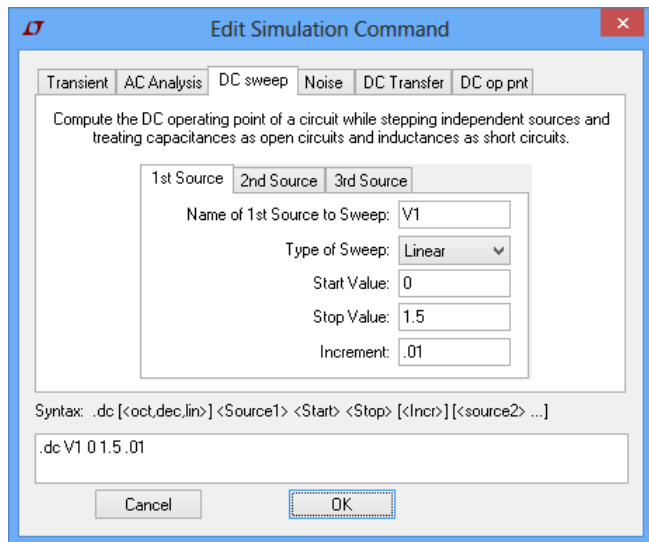 Edit Simulation Command
Transient AC Analysis DC sweep Noise DC Transfer DC op pnt
Compute the DC operating point of a circuit while stepping independent sources and
treating capacitances as open circuits and inductances as short circuits.
1st Source 2nd Source 3rd Source
Name of 1st Source to Sweep: V1
Type of Sweep: Linear
Start Value: 0
Stop Value: 1.5
Increment: .01
Syntax: .dc [<oct,dec,lin>] <Source1> <Start> <Stop> [<Incr>] [<source2> ...]
.dc V1 0 1.5 .01
Cancel OK